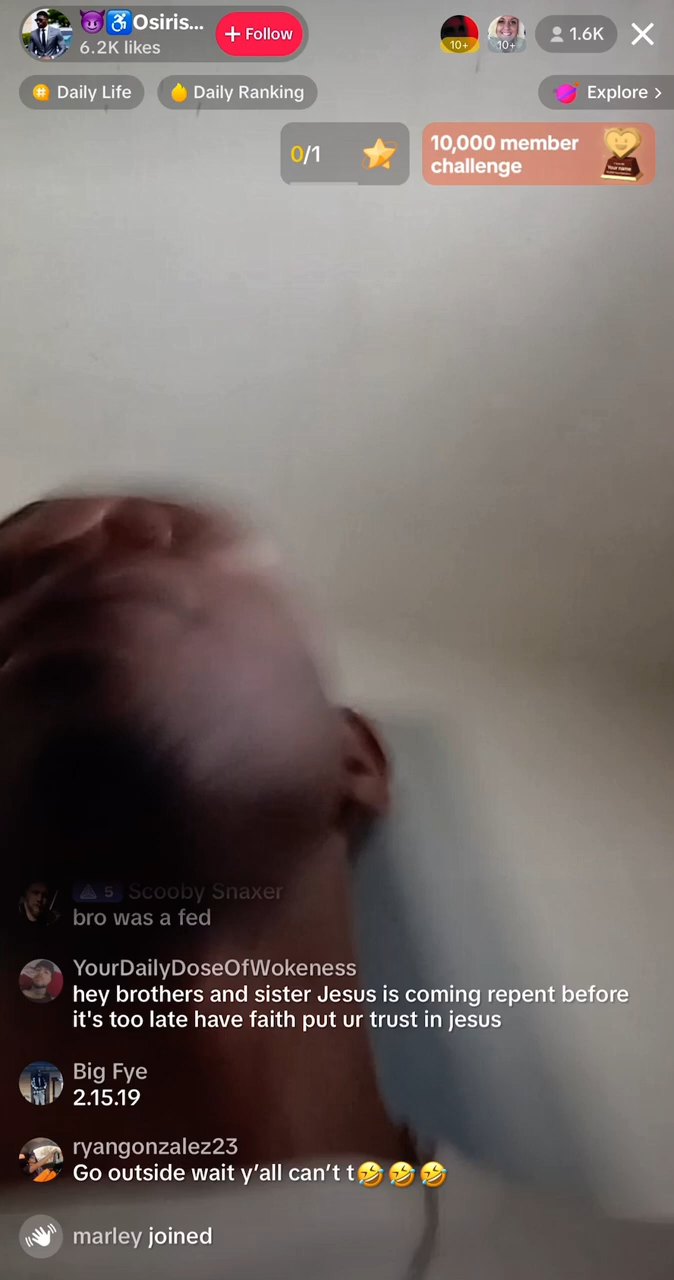 😈♿Osiris...
6.2K likes
+ Follow
10+
10+
1.6K
Daily Life
Daily Ranking
Explore >
0/1
10,000 member
challenge
Your name
5 Scooby Snaxer
bro was a fed
YourDailyDoseOfWokeness
hey brothers and sister Jesus is coming repent before
it's too late have faith put ur trust in jesus
Big Fye
2.15.19
ryangonzalez23
Go outside wait y’all can’t t🤣🤣🤣
marley joined